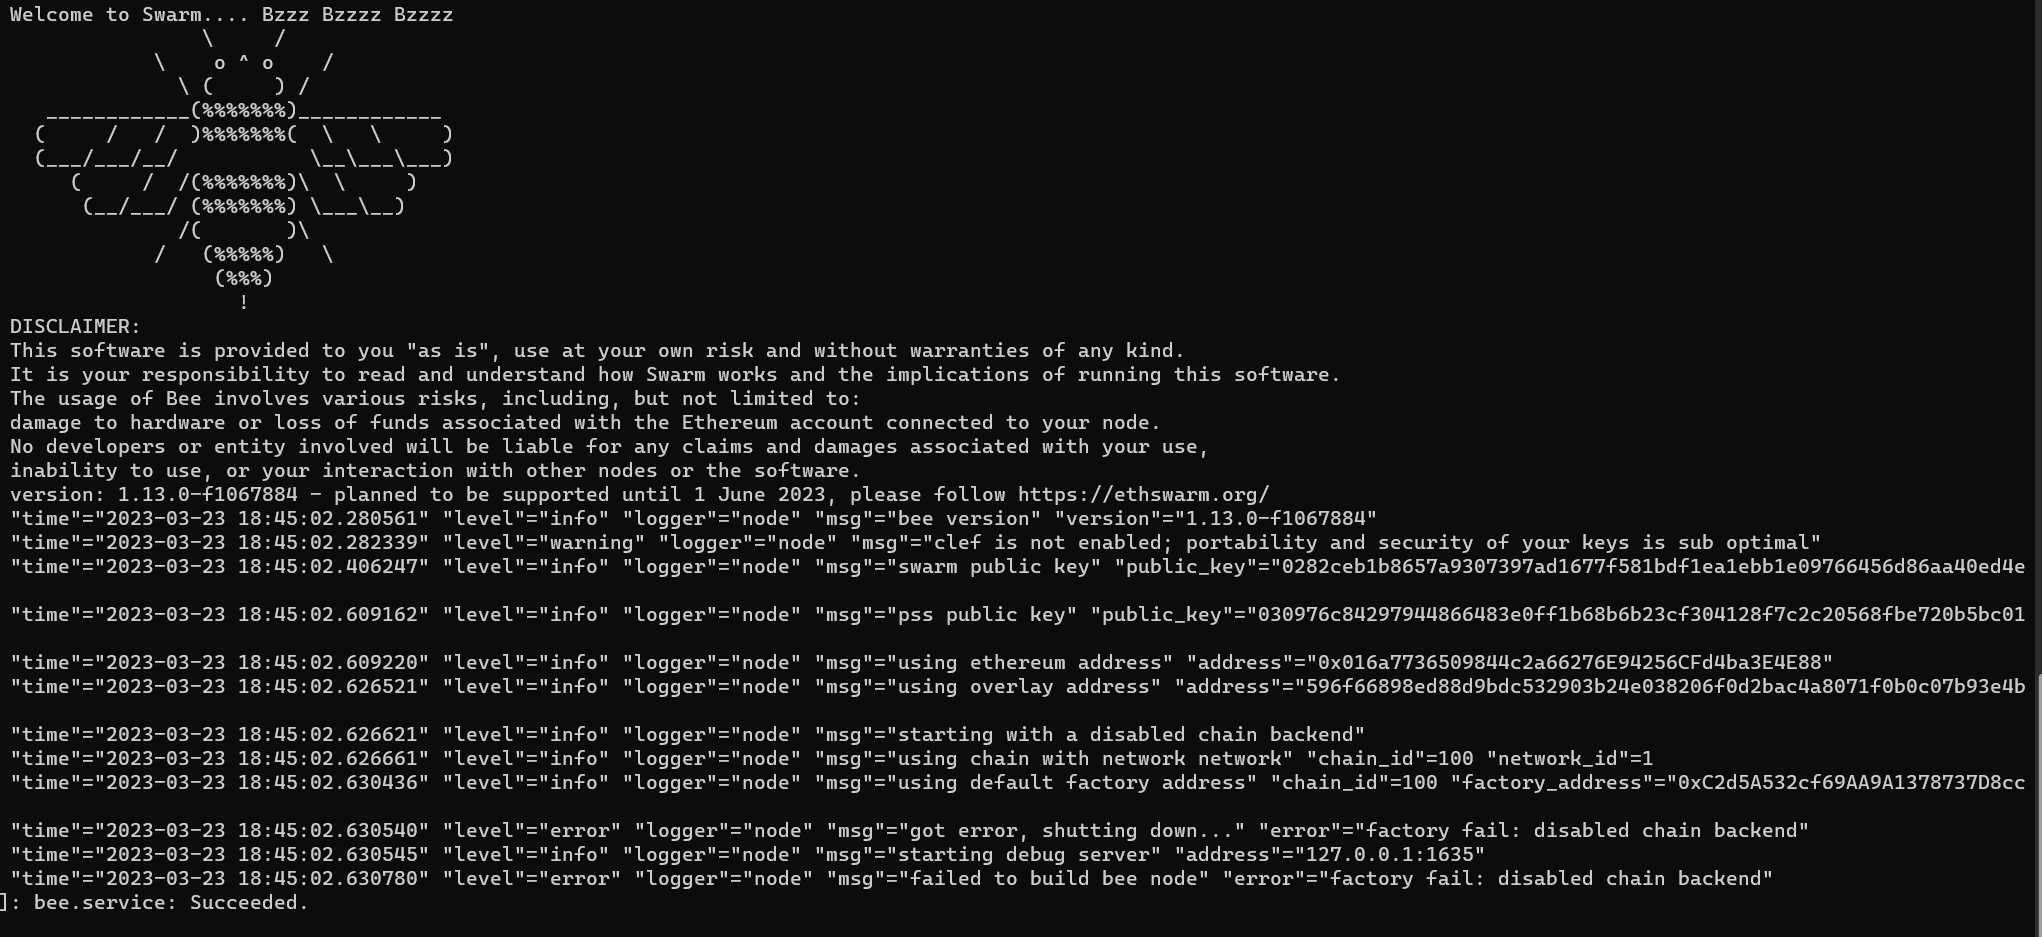 Welcome to Swarm.... Bzzz Bzzzz Bzzzz
                \     /
            \    o ^ o    /
              \ (     ) /
   ____________(%%%%%%%)____________
  (     /   /  )%%%%%%%(  \   \     )
  (___/___/__/           \__\___\___)
     (     /  /(%%%%%%%)\  \     )
      (__/___/ (%%%%%%%) \___\__)
              /(       )\
            /   (%%%%%)   \
                 (%%%)
                   !
DISCLAIMER:
This software is provided to you "as is", use at your own risk and without warranties of any kind.
It is your responsibility to read and understand how Swarm works and the implications of running this software.
The usage of Bee involves various risks, including, but not limited to:
damage to hardware or loss of funds associated with the Ethereum account connected to your node.
No developers or entity involved will be liable for any claims and damages associated with your use,
inability to use, or your interaction with other nodes or the software.
version: 1.13.0-f1067884 - planned to be supported until 1 June 2023, please follow https://ethswarm.org/
"time"="2023-03-23 18:45:02.280561" "level"="info" "logger"="node" "msg"="bee version" "version"="1.13.0-f1067884"
"time"="2023-03-23 18:45:02.282339" "level"="warning" "logger"="node" "msg"="clef is not enabled; portability and security of your keys is sub optimal"
"time"="2023-03-23 18:45:02.406247" "level"="info" "logger"="node" "msg"="swarm public key" "public_key"="0282ceb1b8657a9307397ad1677f581bdf1ea1ebb1e09766456d86aa40ed4e
"time"="2023-03-23 18:45:02.609162" "level"="info" "logger"="node" "msg"="pss public key" "public_key"="030976c84297944866483e0ff1b68b6b23cf304128f7c2c20568fbe720b5bc01
"time"="2023-03-23 18:45:02.609220" "level"="info" "logger"="node" "msg"="using ethereum address" "address"="0x016a7736509844c2a66276E94256CFd4ba3E4E88"
"time"="2023-03-23 18:45:02.626521" "level"="info" "logger"="node" "msg"="using overlay address" "address"="596f66898ed88d9bdc532903b24e038206f0d2bac4a8071f0b0c07b93e4b
"time"="2023-03-23 18:45:02.626621" "level"="info" "logger"="node" "msg"="starting with a disabled chain backend"
"time"="2023-03-23 18:45:02.626661" "level"="info" "logger"="node" "msg"="using chain with network network" "chain_id"=100 "network_id"=1
"time"="2023-03-23 18:45:02.630436" "level"="info" "logger"="node" "msg"="using default factory address" "chain_id"=100 "factory_address"="0xC2d5A532cf69AA9A1378737D8cc
"time"="2023-03-23 18:45:02.630540" "level"="error" "logger"="node" "msg"="got error, shutting down..." "error"="factory fail: disabled chain backend"
"time"="2023-03-23 18:45:02.630545" "level"="info" "logger"="node" "msg"="starting debug server" "address"="127.0.0.1:1635"
"time"="2023-03-23 18:45:02.630780" "level"="error" "logger"="node" "msg"="failed to build bee node" "error"="factory fail: disabled chain backend"
]: bee.service: Succeeded.